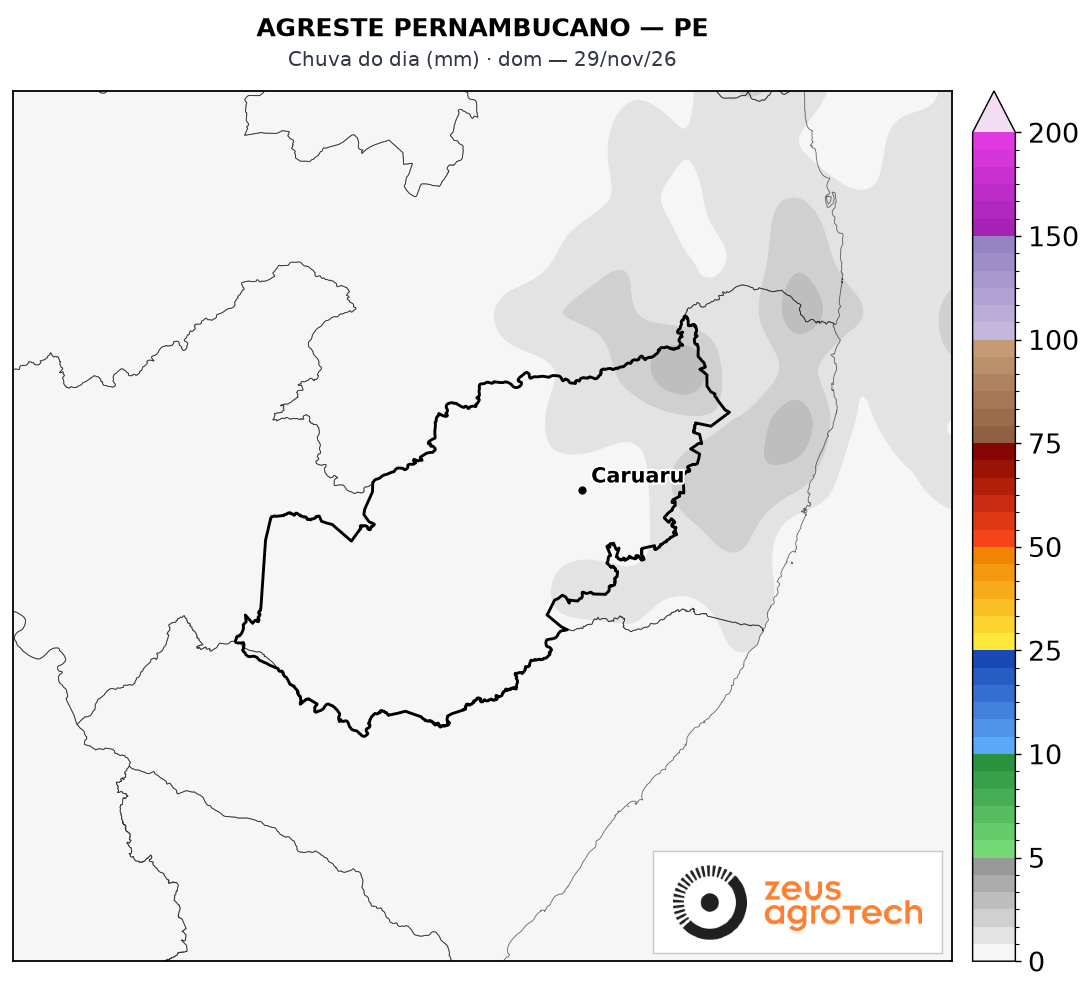 AGRESTE PERNAMBUCANO — PE
Chuva do dia (mm) · dom — 29/nov/26
200
150
100
75
50
25
10
5
0
Caruaru
zeus
agrotech